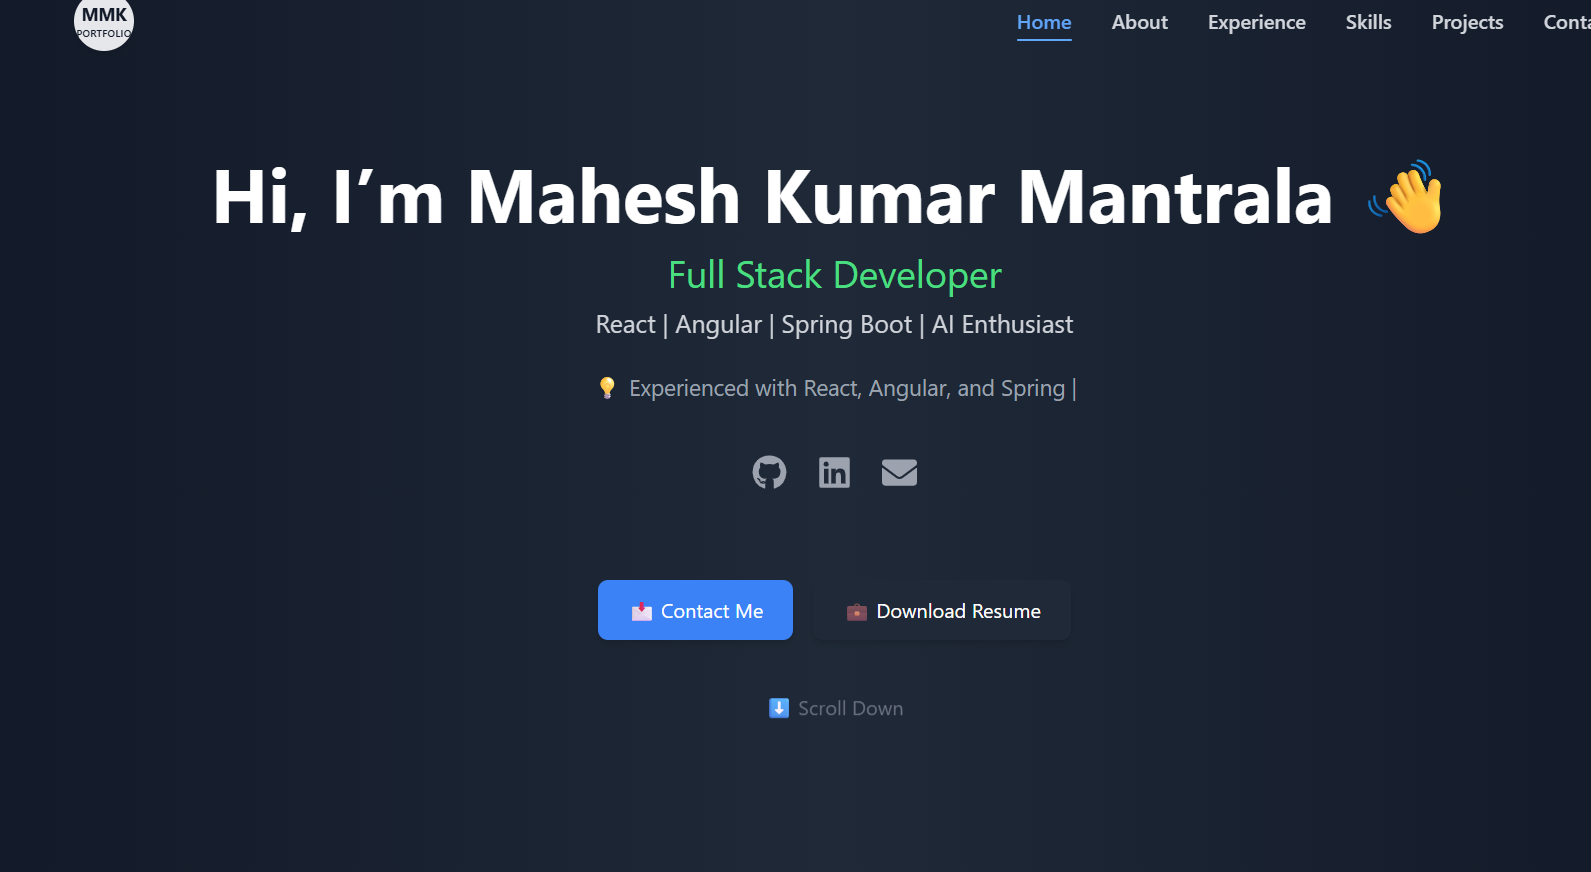 MMK
PORTFOLIO
Home About Experience Skills Projects
Hi, I’m Mahesh Kumar Mantrala 👋
Full Stack Developer
React | Angular | Spring Boot | AI Enthusiast
💡 Experienced with React, Angular, and Spring |
📩 Contact Me 💼 Download Resume
⬇️ Scroll Down